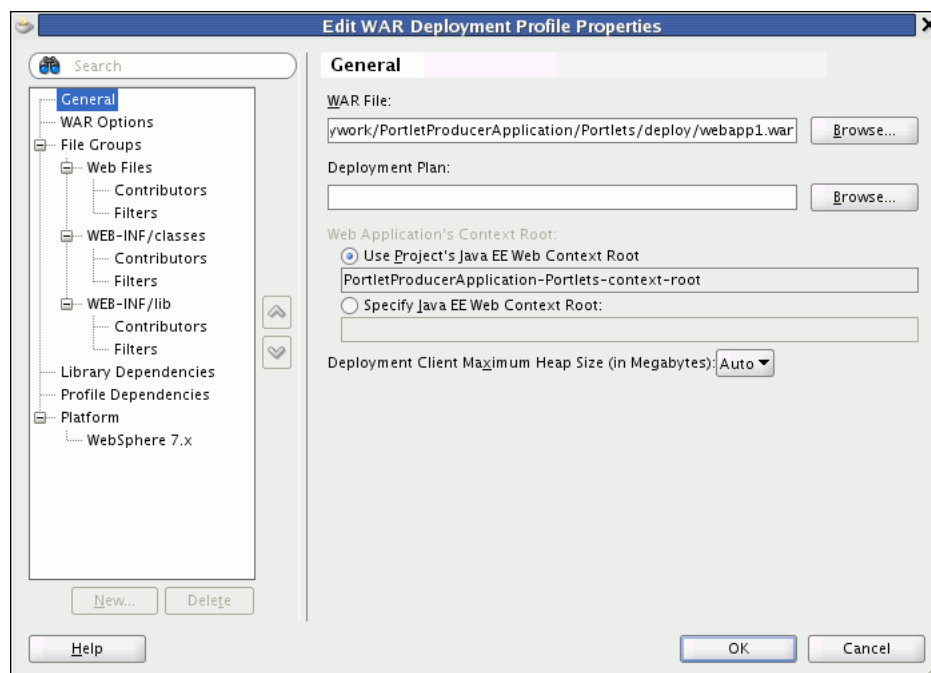 Edit WAR Deployment Profile Properties
Search
General
WAR Options
File Groups
Web Files
Contributors
Filters
WEB-INF/classes
Contributors
Filters
WEB-INF/lib
Contributors
Filters
Library Dependencies
Profile Dependencies
Platform
WebSphere 7.x
New...
Delete
General
WAR File:
ywork/PortletProducerApplication/Portlets/deploy/webapp1.war
Browse...
Deployment Plan:
Browse...
Web Application's Context Root:
Use Project's Java EE Web Context Root
PortletProducerApplication-Portlets-context-root
Specify Java EE Web Context Root:
Deployment Client Maximum Heap Size (in Megabytes): Auto
Help
OK
Cancel